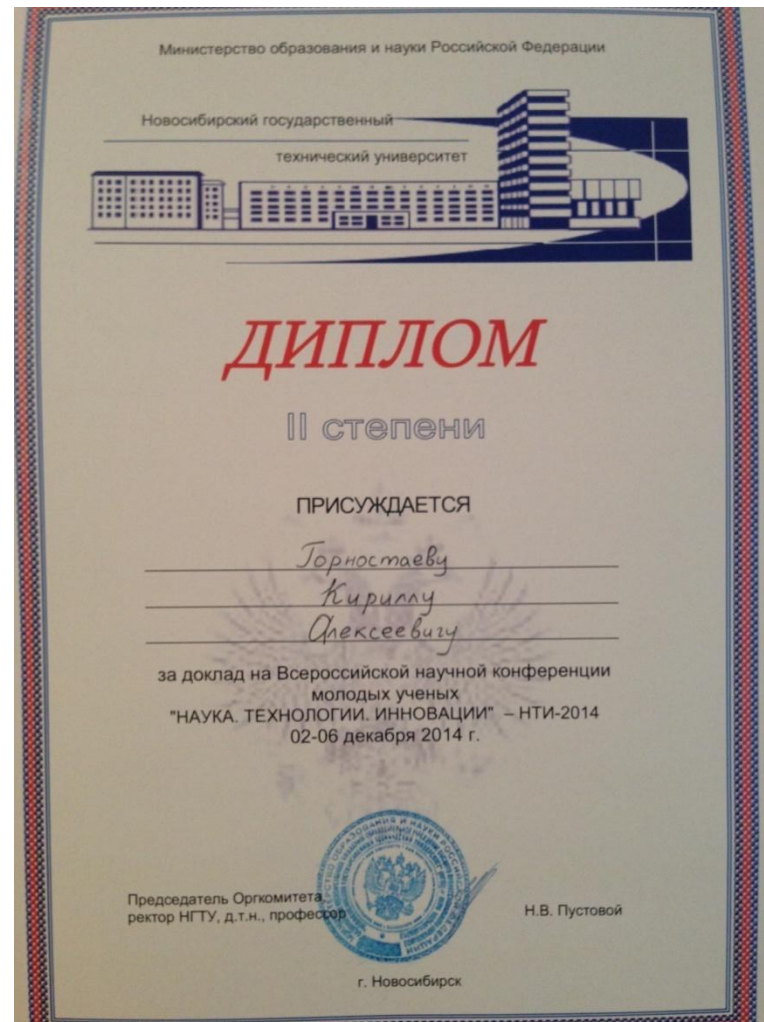 Министерство образования и науки Российской Федерации
Новосибирский государственный
технический университет
ДИПЛОМ
II степени
ПРИСУЖДАЕТСЯ
Горностаеву
Кириллу
Алексеевичу
за доклад на Всероссийской научной конференции
молодых ученых
"НАУКА. ТЕХНОЛОГИИ. ИННОВАЦИИ" – НТИ-2014
02-06 декабря 2014 г.
Председатель Оргкомитета
ректор НГТУ, д.т.н., профессор
Н.В. Пустовой
г. Новосибирск